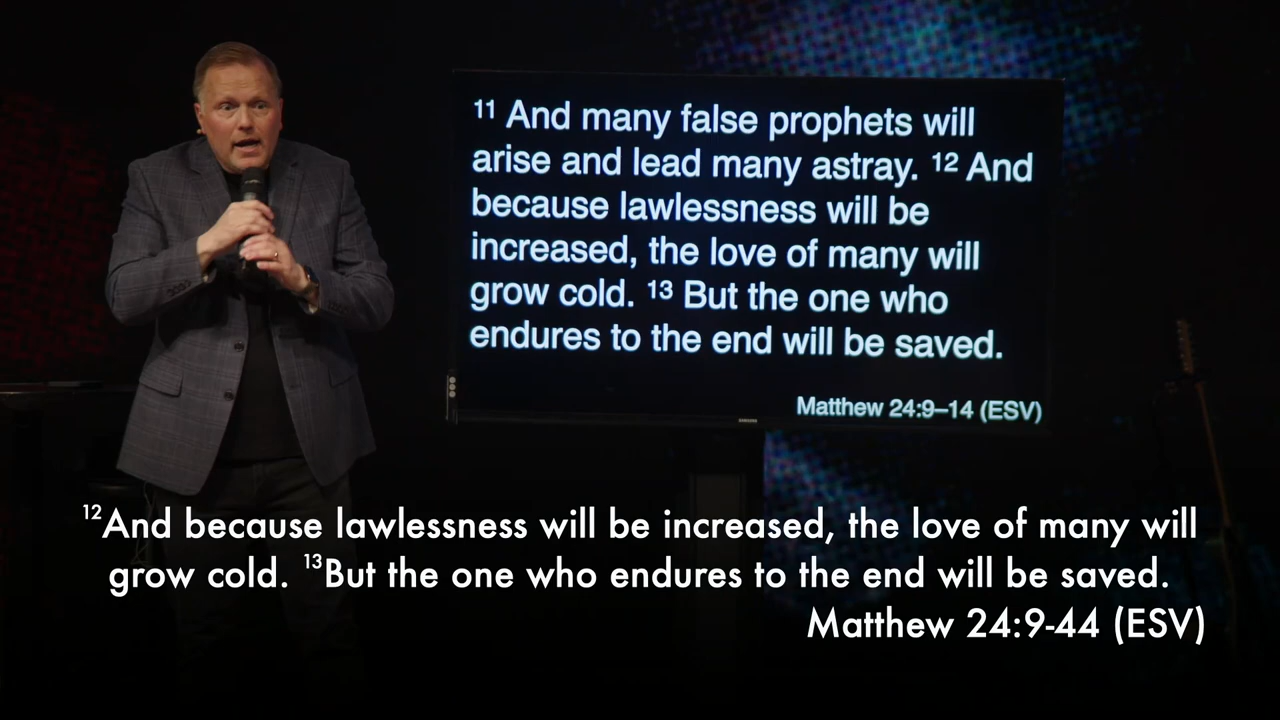 ¹¹ And many false prophets will
arise and lead many astray. ¹² And
because lawlessness will be
increased, the love of many will
grow cold. ¹³ But the one who
endures to the end will be saved.
Matthew 24:9–14 (ESV)
SAMSUNG
¹²And because lawlessness will be increased, the love of many will
grow cold. ¹³But the one who endures to the end will be saved.
Matthew 24:9-44 (ESV)